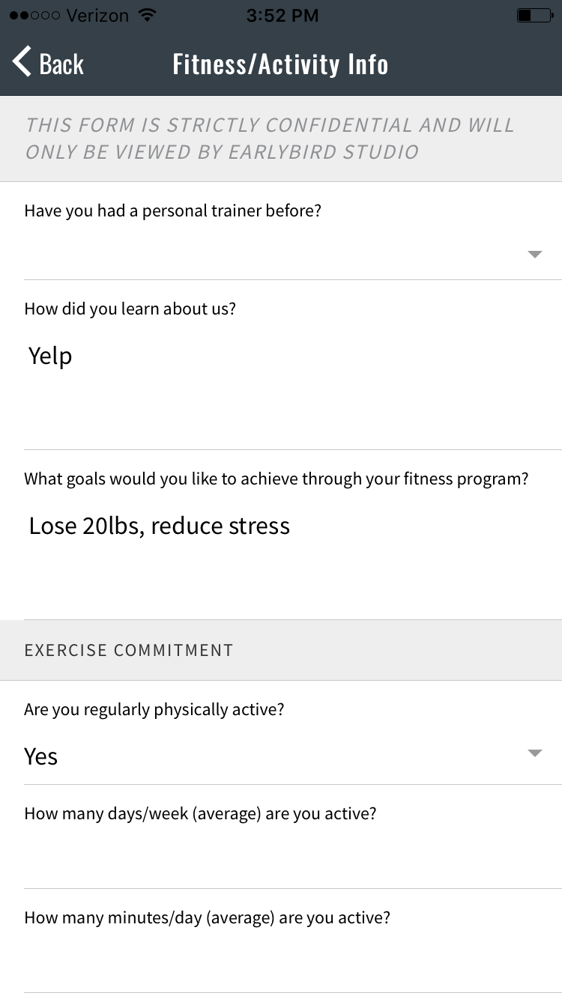 Verizon 3:52 PM
Back Fitness/Activity Info
THIS FORM IS STRICTLY CONFIDENTIAL AND WILL
ONLY BE VIEWED BY EARLYBIRD STUDIO
Have you had a personal trainer before?
How did you learn about us?
Yelp
What goals would you like to achieve through your fitness program?
Lose 20lbs, reduce stress
EXERCISE COMMITMENT
Are you regularly physically active?
Yes
How many days/week (average) are you active?
How many minutes/day (average) are you active?